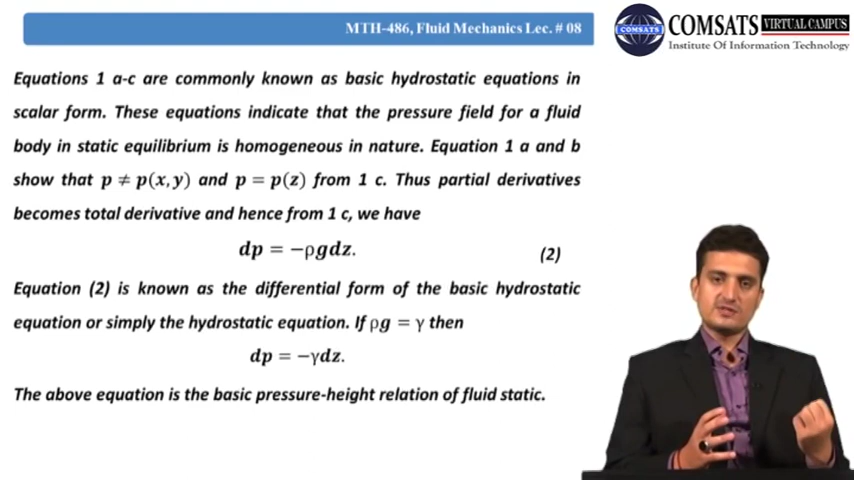 MTH-486, Fluid Mechanics Lec. # 08
COMSATS VIRTUAL CAMPUS
Institute Of Information Technology
COMSATS
Equations 1 a-c are commonly known as basic hydrostatic equations in
scalar form. These equations indicate that the pressure field for a fluid
body in static equilibrium is homogeneous in nature. Equation 1 a and b
show that p ≠ p(x, y) and p = p(z) from 1 c. Thus partial derivatives
becomes total derivative and hence from 1 c, we have
dp = −ρgdz. (2)
Equation (2) is known as the differential form of the basic hydrostatic
equation or simply the hydrostatic equation. If ρg = γ then
dp = −γdz.
The above equation is the basic pressure-height relation of fluid static.